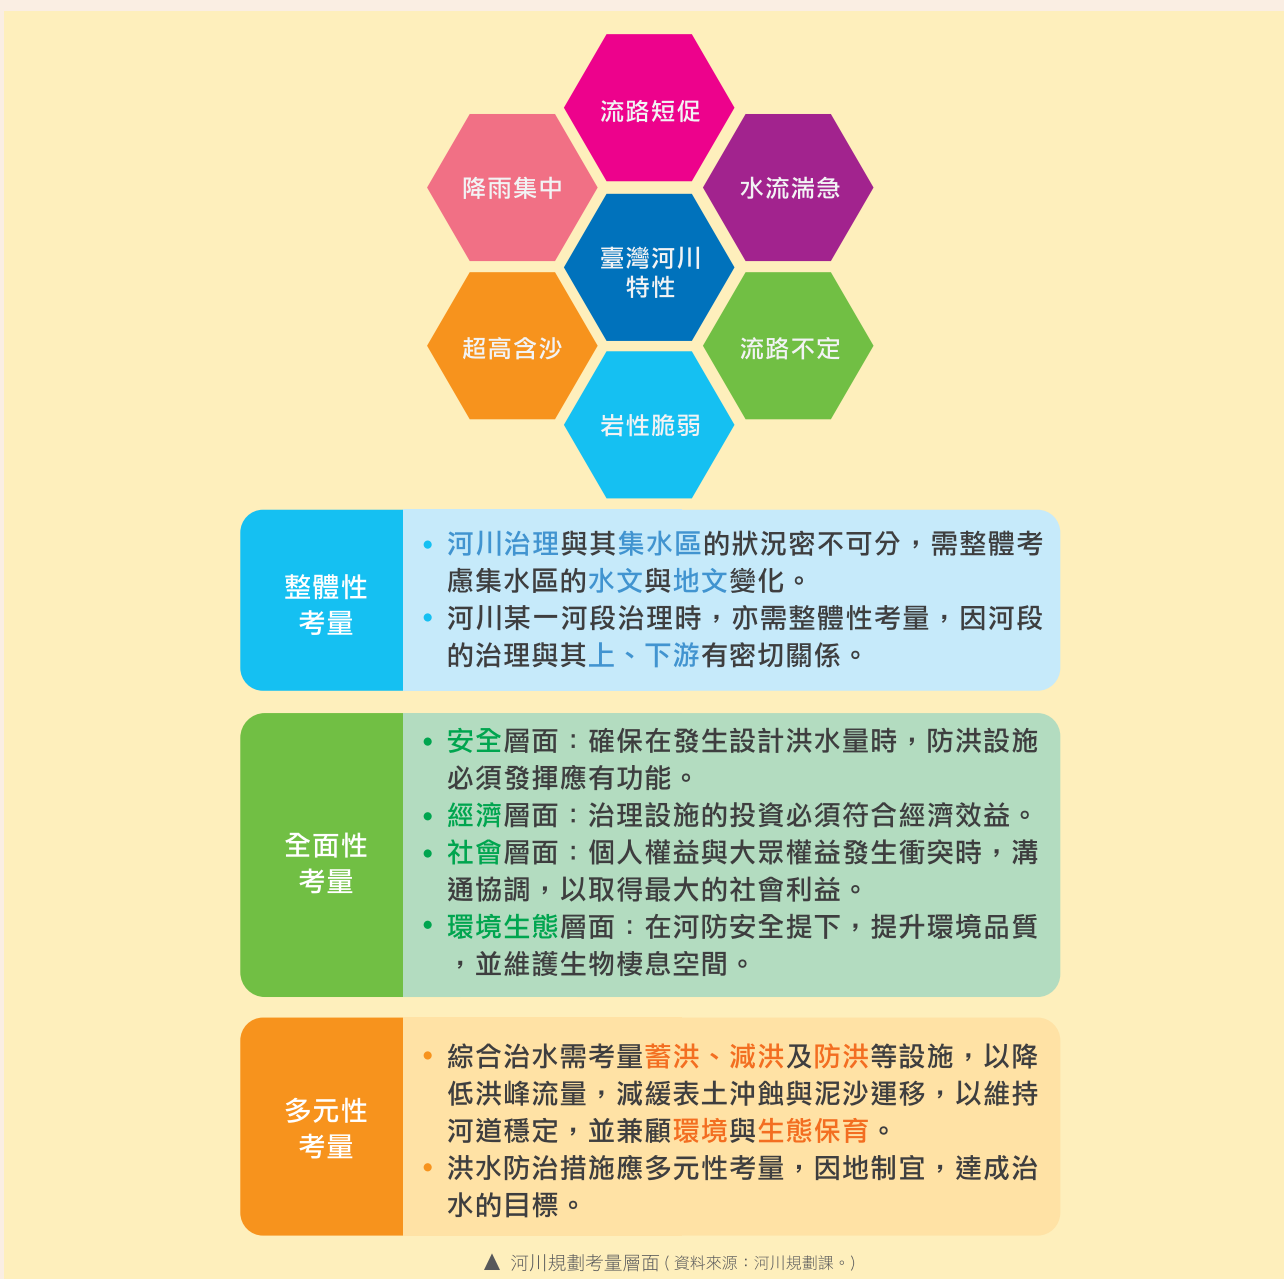 流路短促
降雨集中
水流湍急
臺灣河川
特性
超高含沙
流路不定
岩性脆弱
整體性
考量
• 河川治理與其集水區的狀況密不可分，需整體考
慮集水區的水文與地文變化。
• 河川某一河段治理時，亦需整體性考量，因河段
的治理與其上、下游有密切關係。
全面性
考量
• 安全層面：確保在發生設計洪水量時，防洪設施
必須發揮應有功能。
• 經濟層面：治理設施的投資必須符合經濟效益。
• 社會層面：個人權益與大眾權益發生衝突時，溝
通協調，以取得最大的社會利益。
• 環境生態層面：在河防安全提下，提升環境品質
，並維護生物棲息空間。
多元性
考量
• 綜合治水需考量蓄洪、減洪及防洪等設施，以降
低洪峰流量，減緩表土沖蝕與泥沙運移，以維持
河道穩定，並兼顧環境與生態保育。
• 洪水防治措施應多元性考量，因地制宜，達成治
水的目標。
▲ 河川規劃考量層面（資料來源：河川規劃課。）